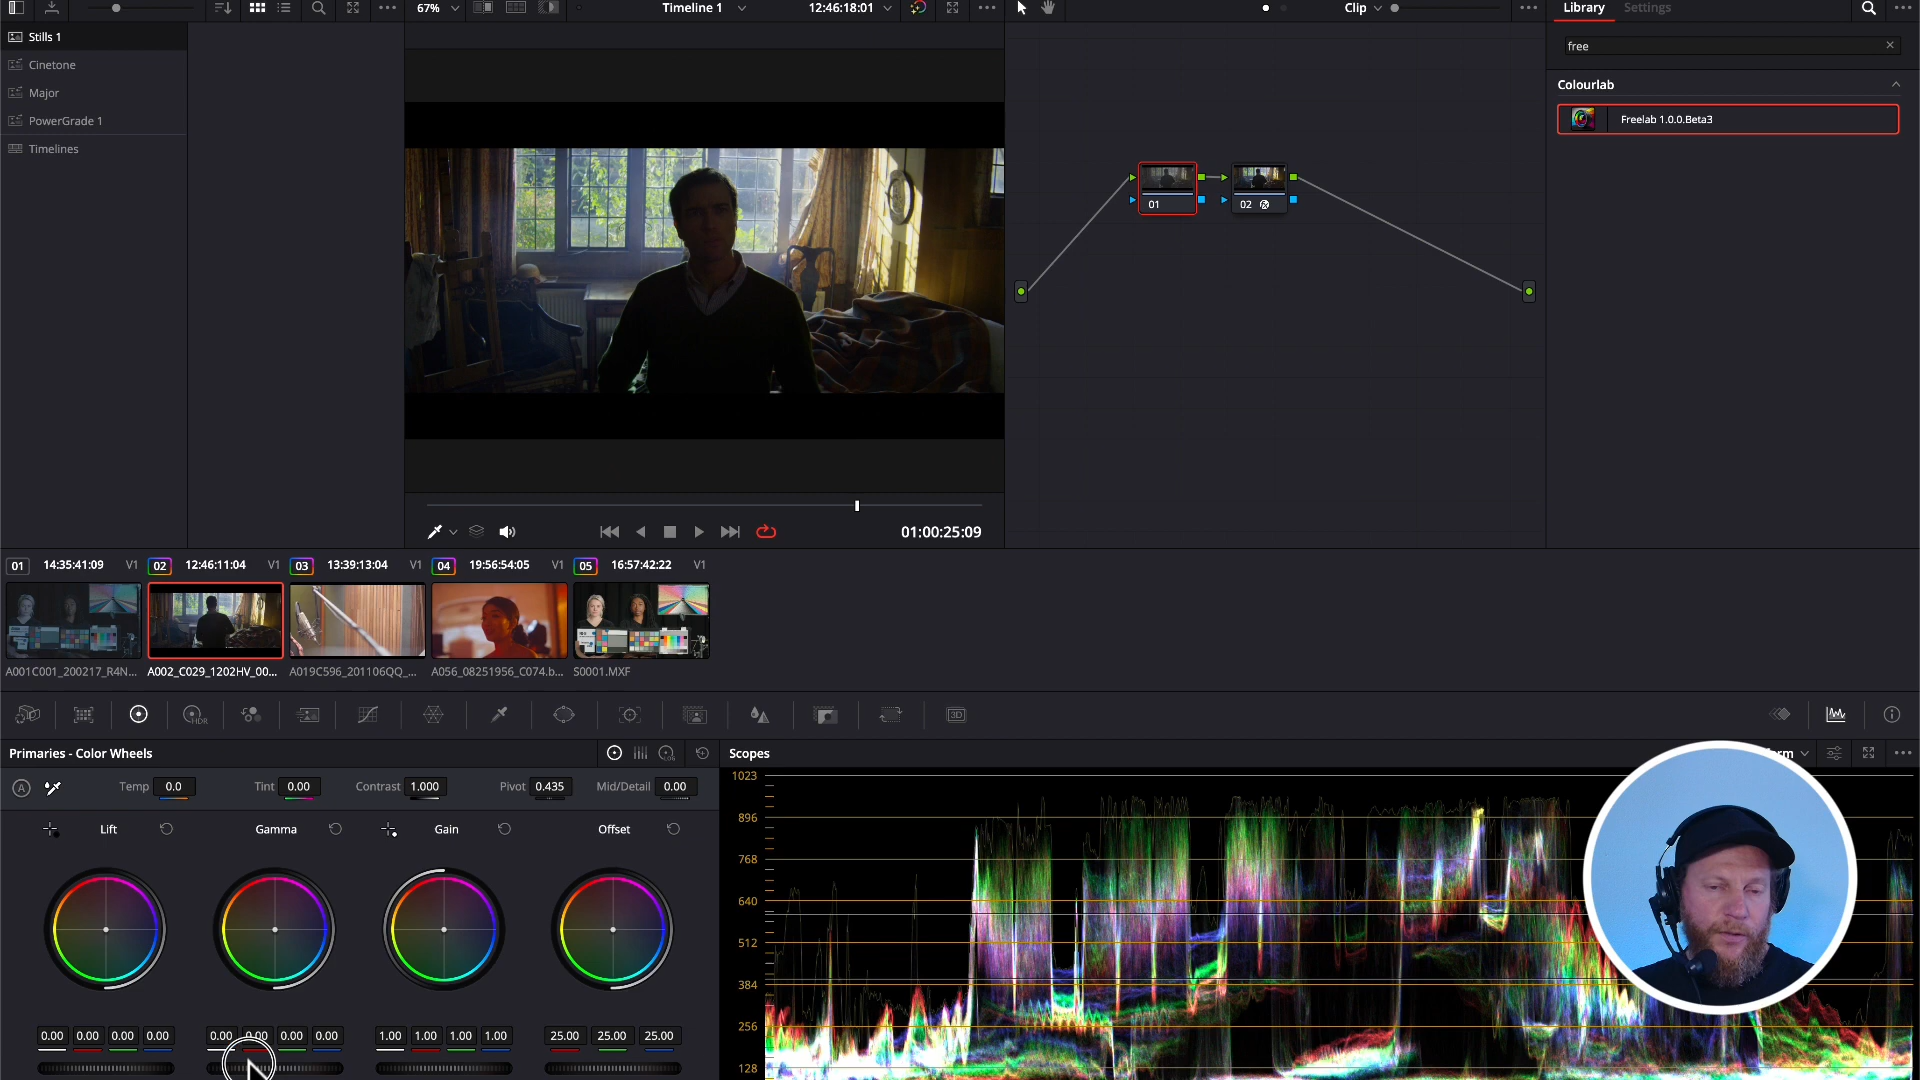 67%
Timeline 1
12:46:18:01
Clip
Library
Settings
Stills 1
Cinetone
Major
PowerGrade 1
Timelines
free
Colourlab
Freelab 1.0.0.Beta3
01
02
01:00:25:09
01 14:35:41:09 V1
02 12:46:11:04 V1
03 13:39:13:04 V1
04 19:56:54:05 V1
05 16:57:42:22 V1
A001C001_200217_R4N...
A002_C029_1202HV_00...
A019C596_201106QQ_...
A056_08251956_C074.b...
S0001.MXF
HDR
3D
Primaries - Color Wheels
LOG
Scopes
rm
A
Temp 0.0
Tint 0.00
Contrast 1.000
Pivot 0.435
Mid/Detail 0.00
Lift
Gamma
Gain
Offset
0.00 0.00 0.00 0.00
0.00 0.00 0.00 0.00
1.00 1.00 1.00 1.00
25.00 25.00 25.00
1023
896
768
640
512
384
256
128